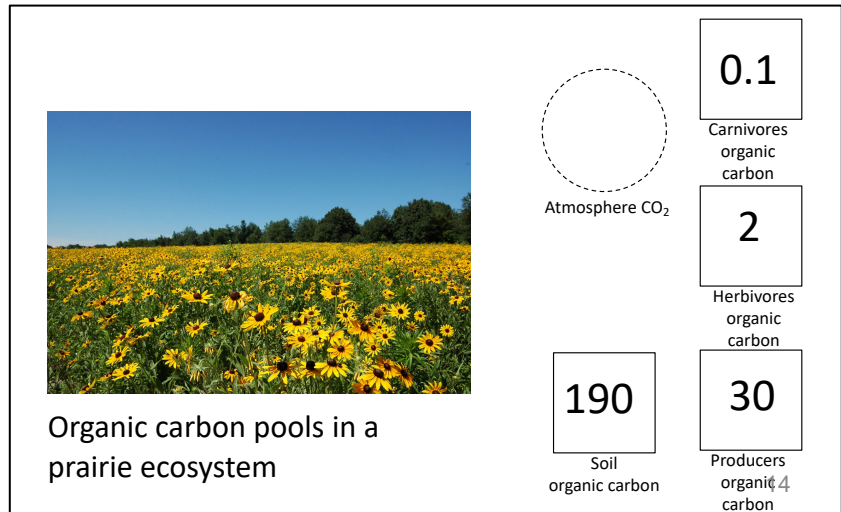 0.1
Carnivores
organic
carbon
Atmosphere CO₂
2
Herbivores
organic
carbon
190
Soil
organic carbon
30
Producers
organic
carbon
14
Organic carbon pools in a
prairie ecosystem